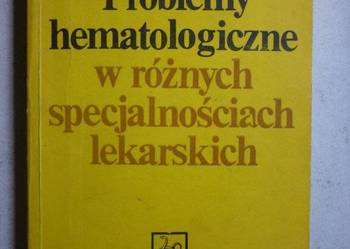 Problemy
hematologiczne
w różnych
specjalnościach
lekarskich